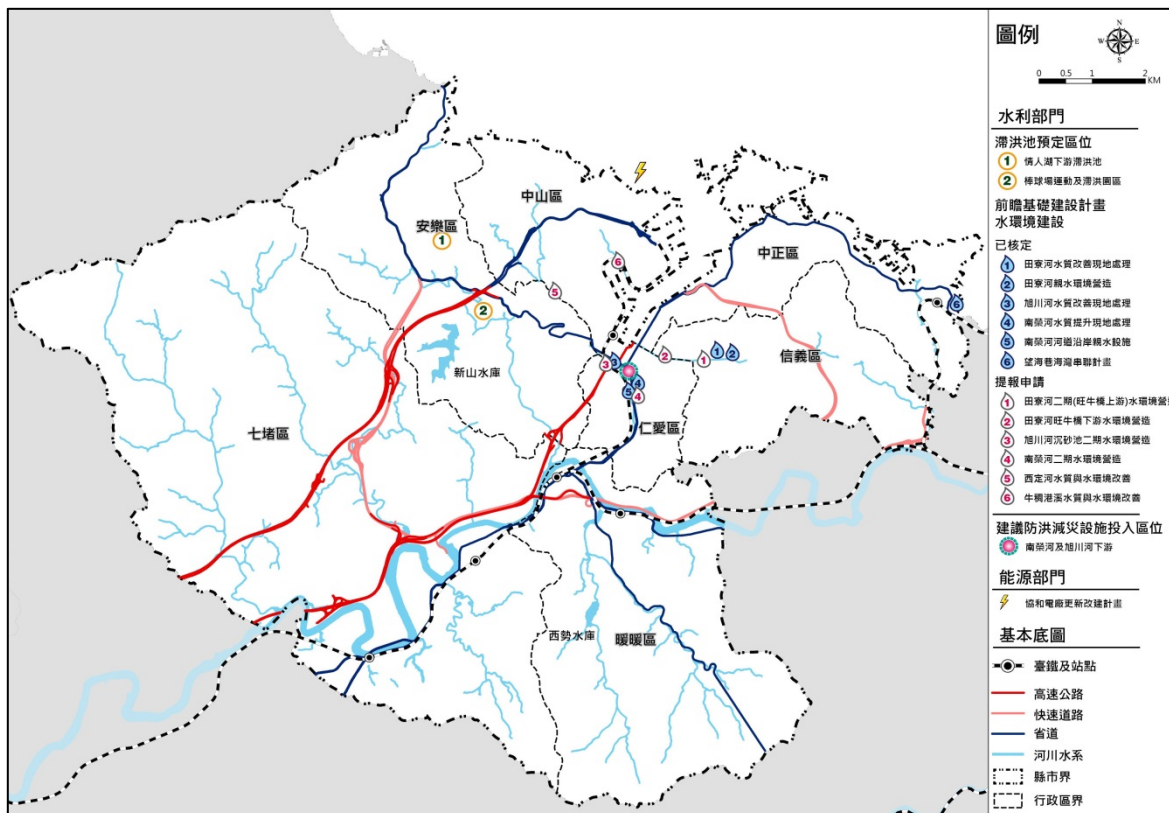 中山區
安樂區
1
中正區
6
5
6
2
新山水庫
3
3
2
1
1
2
信義區
4
5
4
七堵區
仁愛區
西勢水庫
暖暖區
圖例
N
W
E
S
0 0.5 1 2
KM
水利部門
滯洪池預定區位
1 情人湖下游滯洪池
2 棒球場運動及滯洪園區
前瞻基礎建設計畫
水環境建設
已核定
1 田寮河水質改善現地處理
2 田寮河親水環境營造
3 旭川河水質改善現地處理
4 南榮河水質提升現地處理
5 南榮河河道沿岸親水設施
6 望海巷海灣串聯計畫
提報申請
1 田寮河二期(旺牛橋上游)水環境營造
2 田寮河旺牛橋下游水環境營造
3 旭川河沉砂池二期水環境營造
4 南榮河二期水環境營造
5 西定河水質與水環境改善
6 牛稠港溪水質與水環境改善
建議防洪減災設施投入區位
南榮河及旭川河下游
能源部門
協和電廠更新改建計畫
基本底圖
臺鐵及站點
高速公路
快速道路
省道
河川水系
縣市界
行政區界